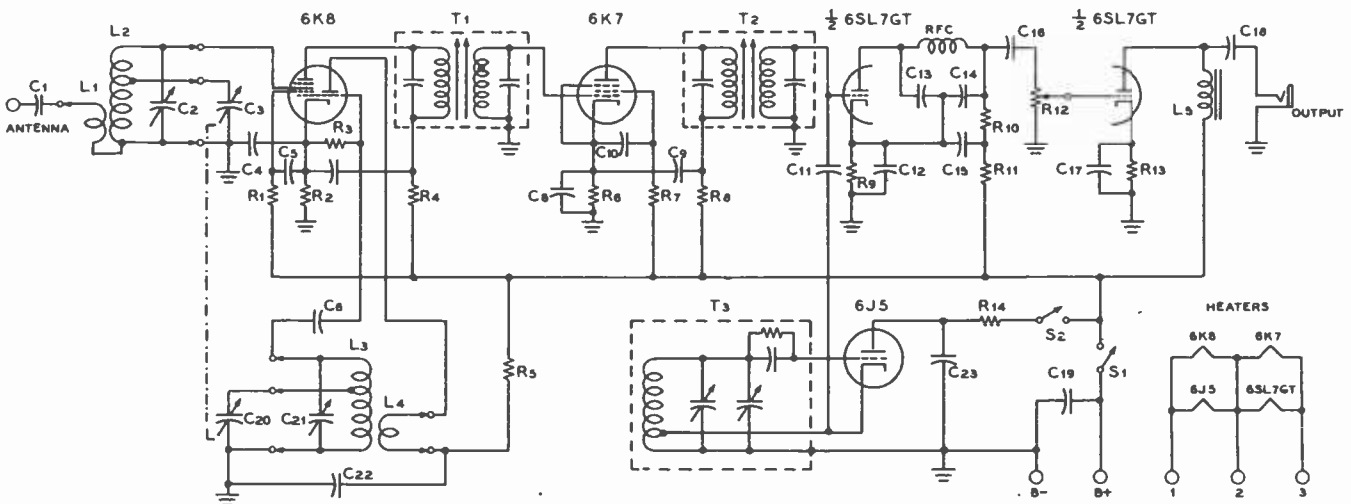 6K8
T1
6K7
T2
½ 6SL7GT
RFC
½ 6SL7GT
L2
L1
C1
ANTENNA
C2
C3
C4
C5
R3
R1
R2
R4
C10
C9
C8
R6
R7
R8
C11
C13
C14
R9
C12
C15
R10
R11
C16
R12
C17
R13
L5
C18
OUTPUT
C6
L3
L4
C20
C21
C22
R5
T3
6J5
R14
S2
S1
C23
C19
B-
B+
HEATERS
6K8
6K7
6J5
6SL7GT
1
2
3